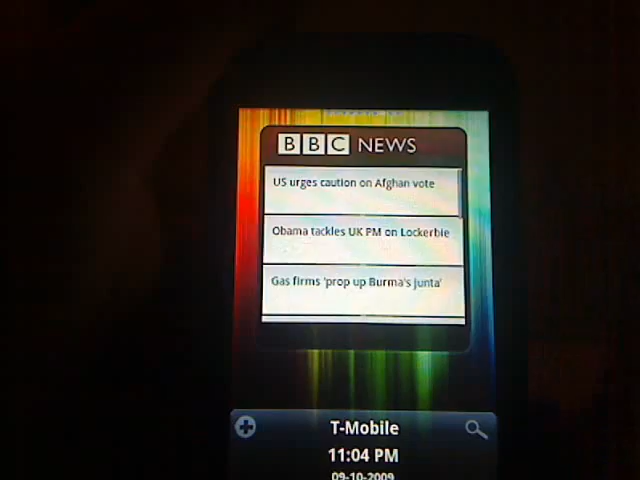 BBC NEWS
US urges caution on Afghan vote
Obama tackles UK PM on Lockerbie
Gas firms 'prop up Burma's junta'
T-Mobile
11:04 PM
09-10-2009